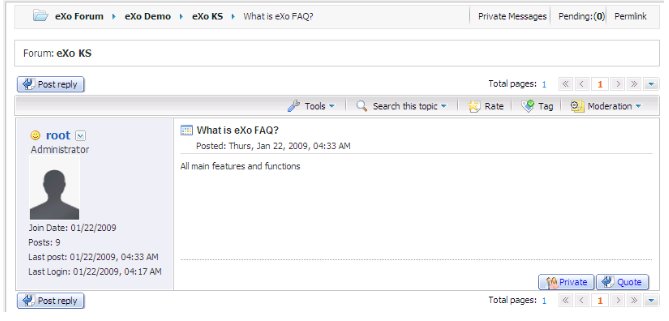 eXo Forum eXo Demo eXo KS What is eXo FAQ? Private Messages Pending:(0) Permlink
Forum: eXo KS
Post reply Total pages: 1 « < 1 > »
Tools Search this topic Rate Tag Moderation
root What is eXo FAQ?
Administrator Posted: Thurs, Jan 22, 2009, 04:33 AM
All main features and functions
Join Date: 01/22/2009
Posts: 9
Last post: 01/22/2009, 04:33 AM
Last Login: 01/22/2009, 04:17 AM
Private Quote
Post reply Total pages: 1 « < 1 > »